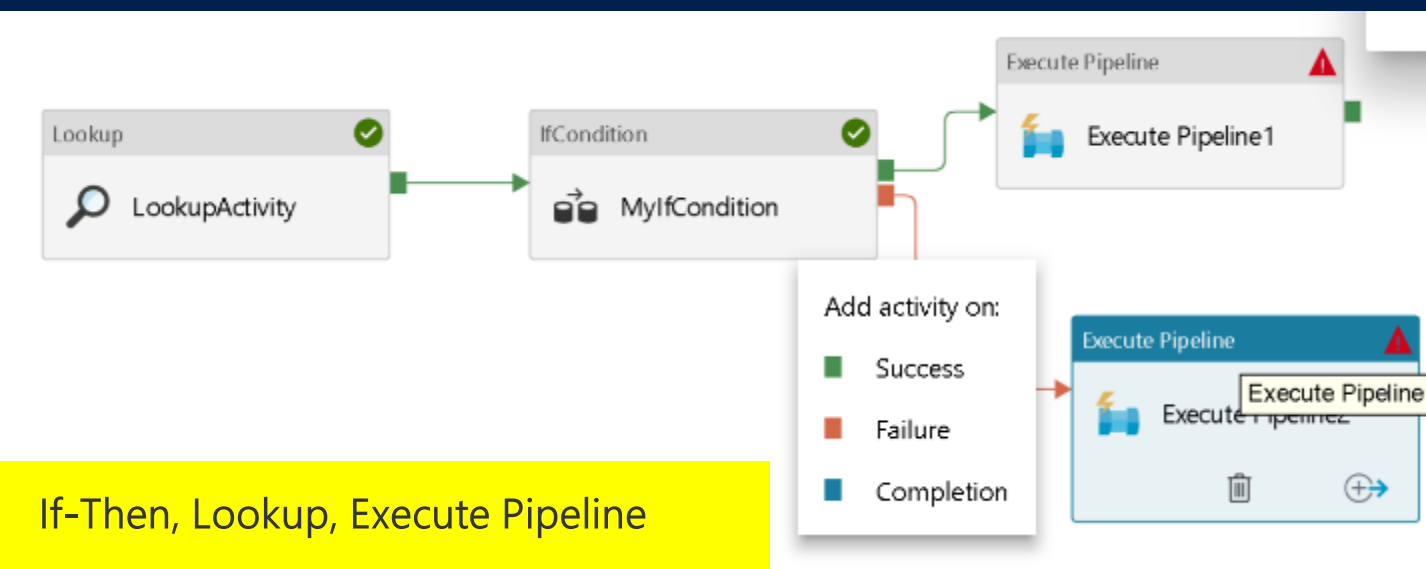 Execute Pipeline
Execute Pipeline1
Lookup
LookupActivity
IfCondition
MyIfCondition
Add activity on:
Success
Failure
Completion
Execute Pipeline
Execute Pipeline
Execute
If-Then, Lookup, Execute Pipeline